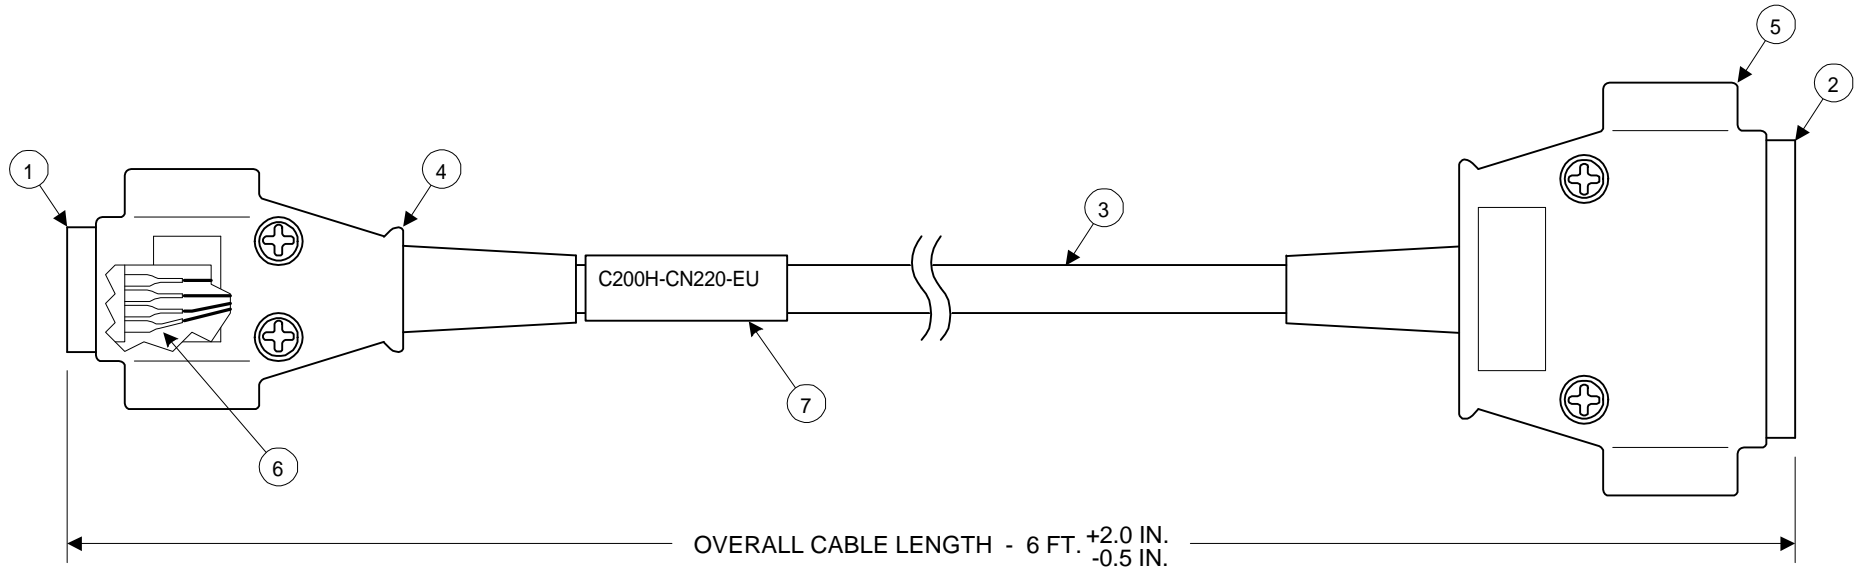 5
2
1
4
3
C200H-CN220-EU
7
6
OVERALL CABLE LENGTH - 6 FT. +2.0 IN.
-0.5 IN.